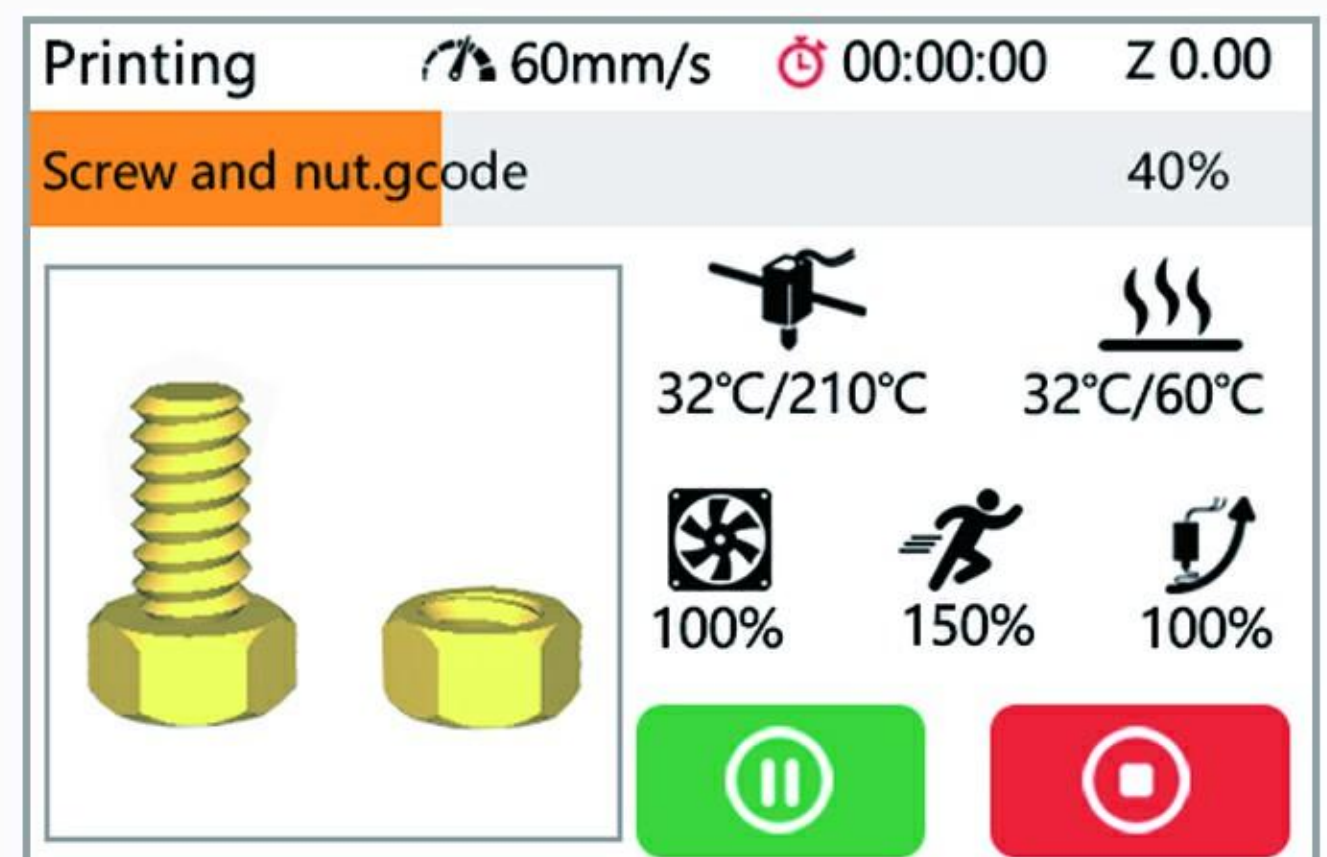 Printing 60mm/s 00:00:00 Z 0.00
Screw and nut.gcode 40%
32℃/210℃ 32℃/60℃
100% 150% 100%